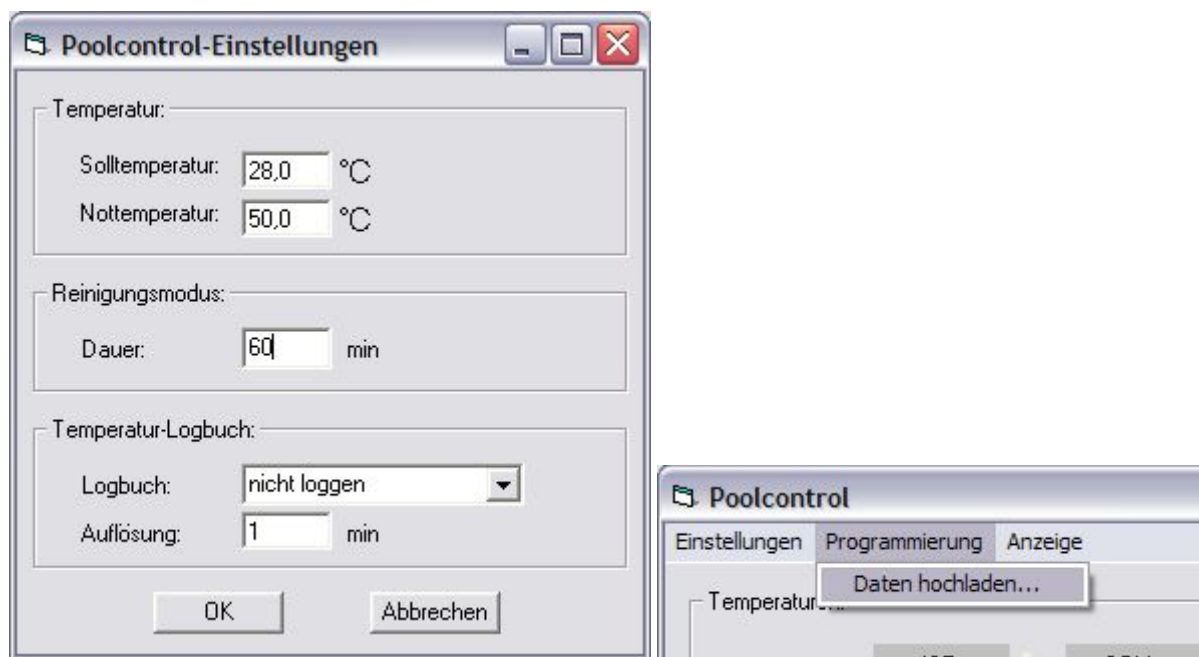 Poolcontrol-Einstellungen
Temperatur:
Solltemperatur: 28,0 °C
Nottemperatur: 50,0 °C
Reinigungsmodus:
Dauer: 60 min
Temperatur-Logbuch:
Logbuch: nicht loggen
Auflösung: 1 min
OK Abbrechen
Poolcontrol
Einstellungen Programmierung Anzeige
Daten hochladen...